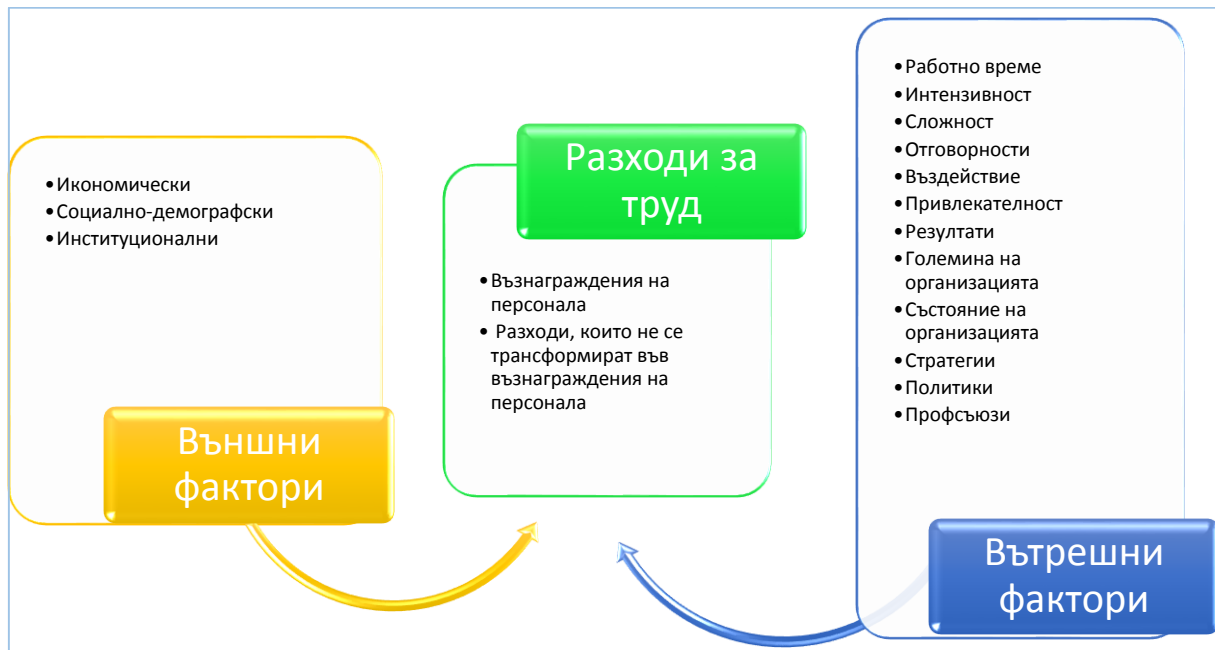 • Икономически
• Социално-демографски
• Институционални
Външни
фактори
Разходи за
труд
• Възнаграждения на
персонала
• Разходи, които не се
трансформират във
възнаграждения на
персонала
• Работно време
• Интензивност
• Сложност
• Отговорности
• Въздействие
• Привлекателност
• Резултати
• Големина на
организацията
• Състояние на
организацията
• Стратегии
• Политики
• Профсъюзи
Вътрешни
фактори